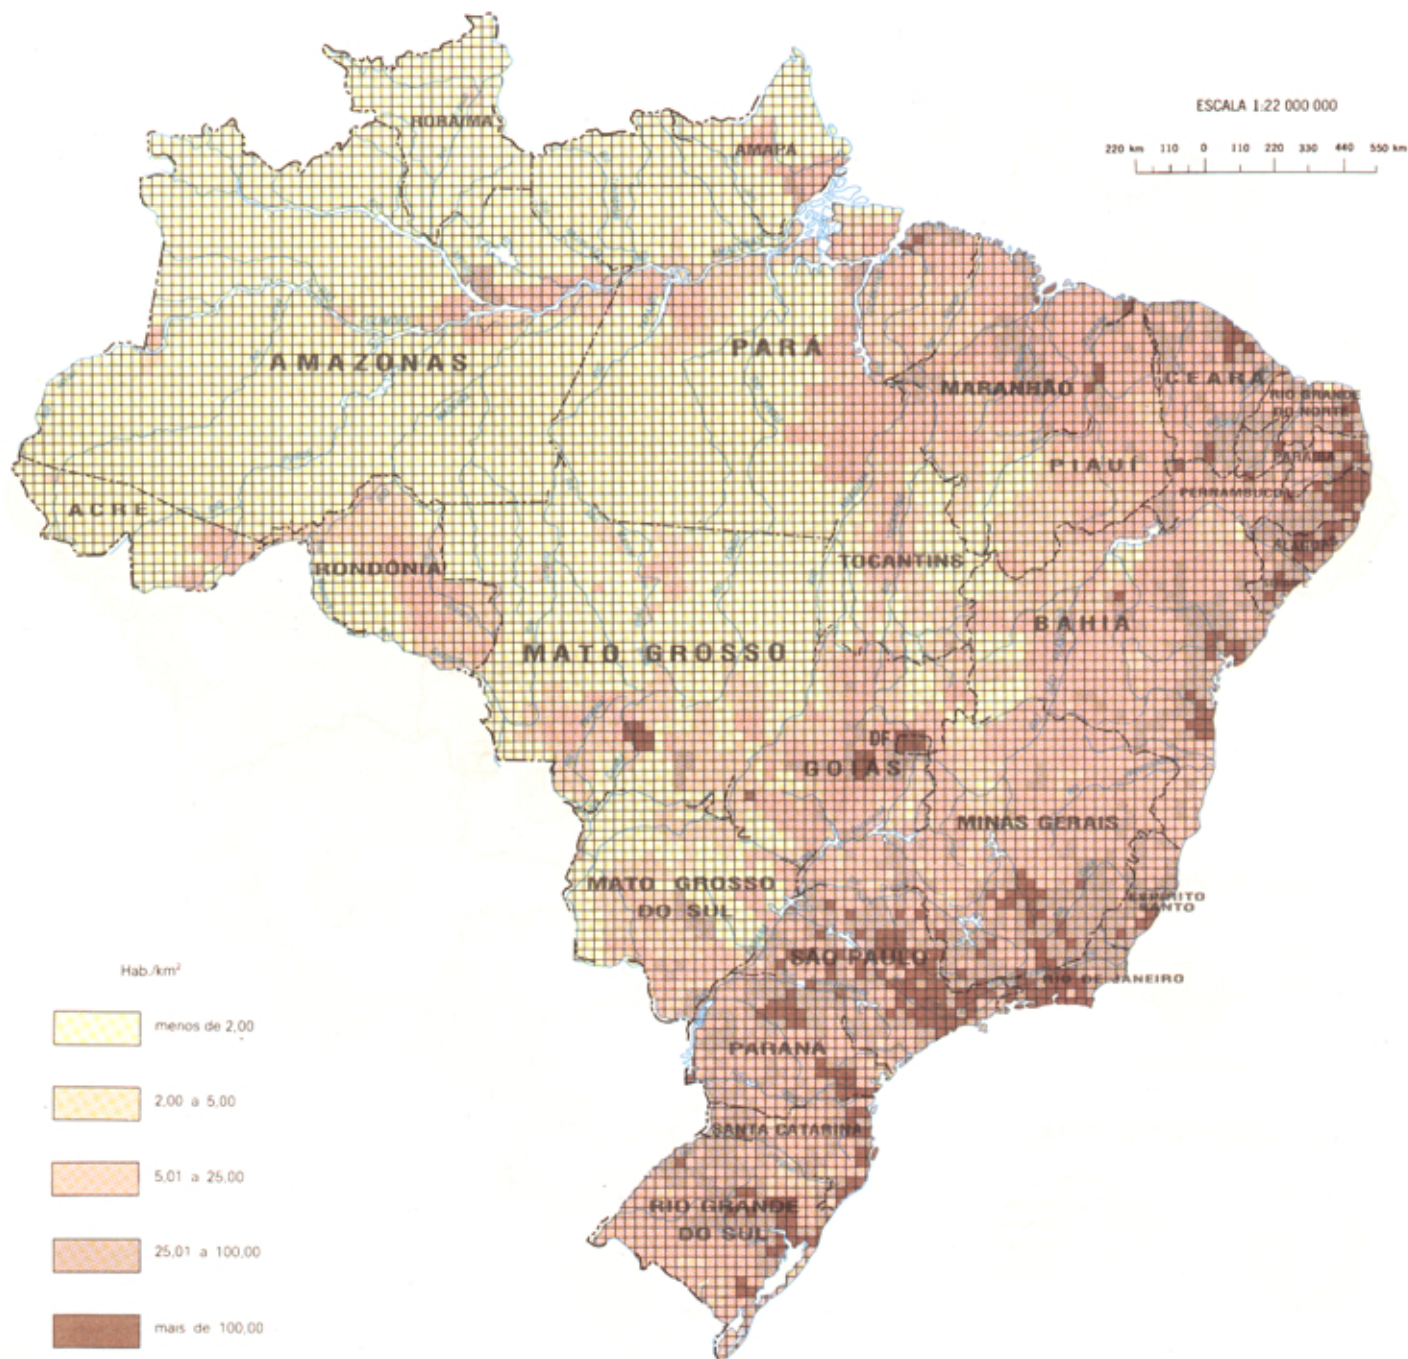 ESCALA 1:22 000 000
220 km 110 0 110 220 330 440 550 km
RORAIMA
AMAPÁ
AMAZONAS
PARÁ
MARANHÃO
CEARÁ
RIO GRANDE
DO NORTE
PARAÍBA
PIAUÍ
PERNAMBUCO
ACRE
ALAGOAS
RONDÔNIA
TOCANTINS
BAHIA
MATO GROSSO
DF
GOIÁS
MINAS GERAIS
MATO GROSSO
DO SUL
ESPÍRITO
SANTO
SÃO PAULO
RIO DE JANEIRO
PARANÁ
SANTA CATARINA
RIO GRANDE
DO SUL
Hab./km²
menos de 2,00
2,00 a 5,00
5,01 a 25,00
25,01 a 100,00
mais de 100,00